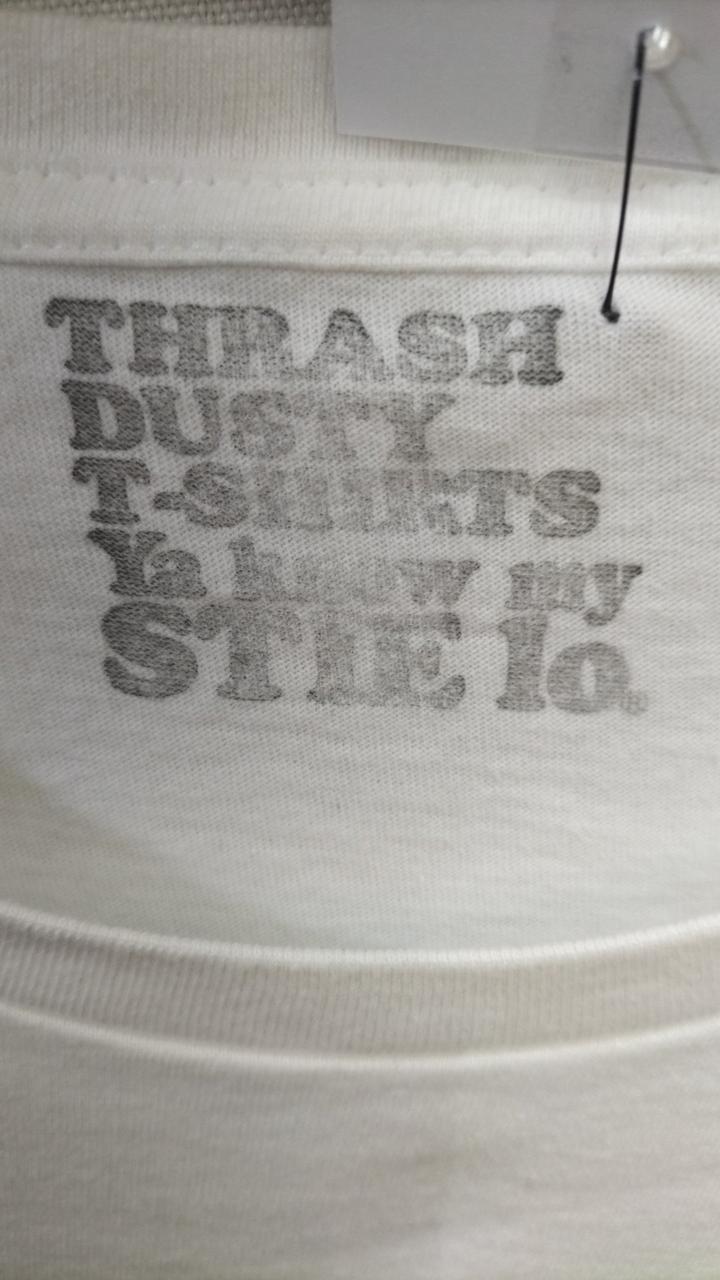 THRASH
DUSTY
T-SHIRTS
Ya know my
STIE lo®